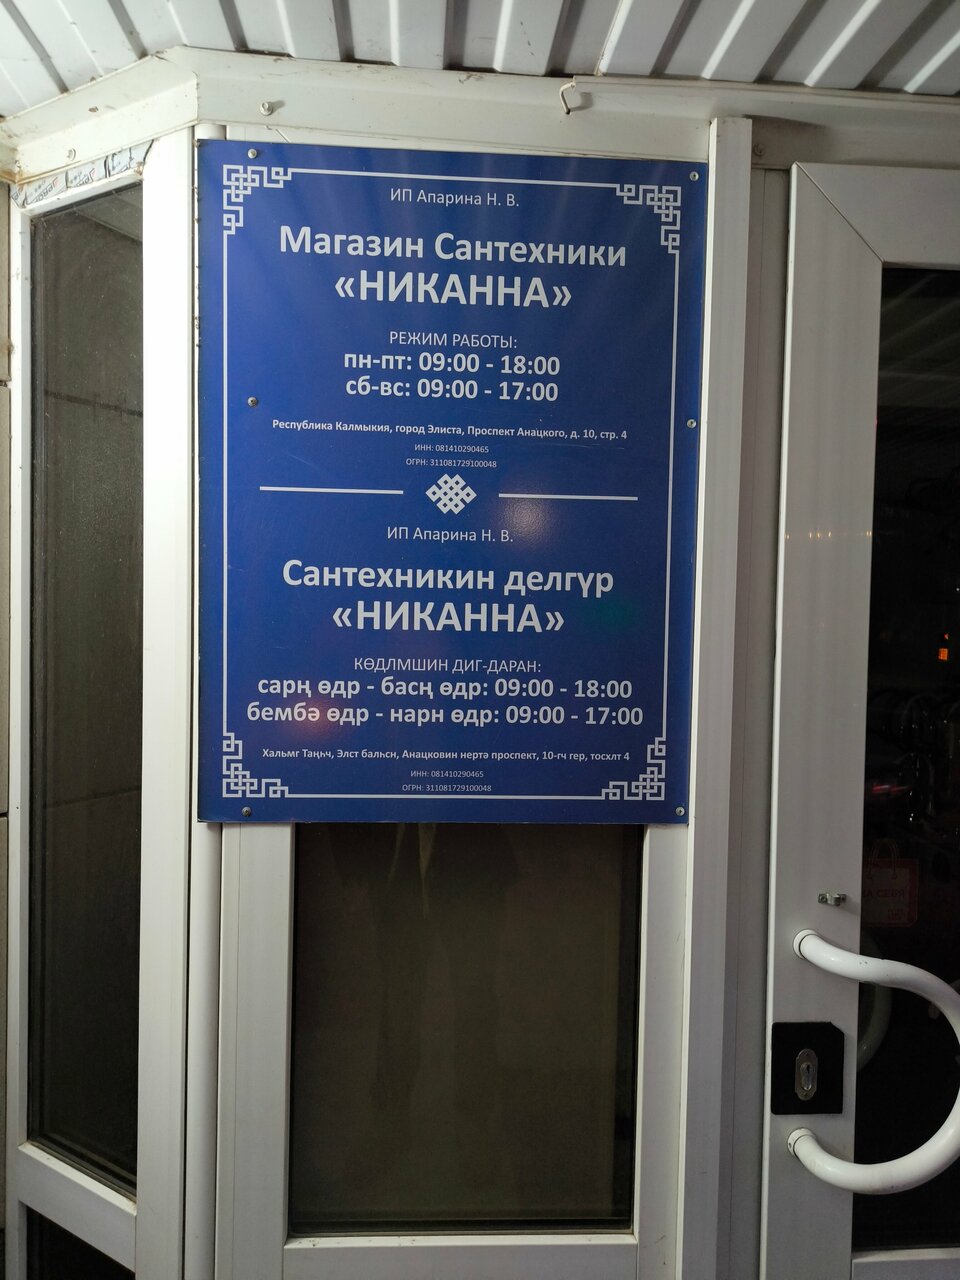 ИП Апарина Н. В.
Магазин Сантехники
«НИКАННА»
РЕЖИМ РАБОТЫ:
пн-пт: 09:00 - 18:00
сб-вс: 09:00 - 17:00
Республика Калмыкия, город Элиста, Проспект Анацкого, д. 10, стр. 4
ИНН: 081410290465
ОГРН: 311081729100048
ИП Апарина Н. В.
Сантехникин делгүр
«НИКАННА»
КӨДЛМШИН ДИГ-ДАРАН:
сарң өдр - басң өдр: 09:00 - 18:00
бембә өдр - нарн өдр: 09:00 - 17:00
Хальмг Таңһч, Элст балһсн, Анацковин нертә проспект, 10-гч гер, тосхлт 4
ИНН: 081410290465
ОГРН: 311081729100048
НА СЕБЯ